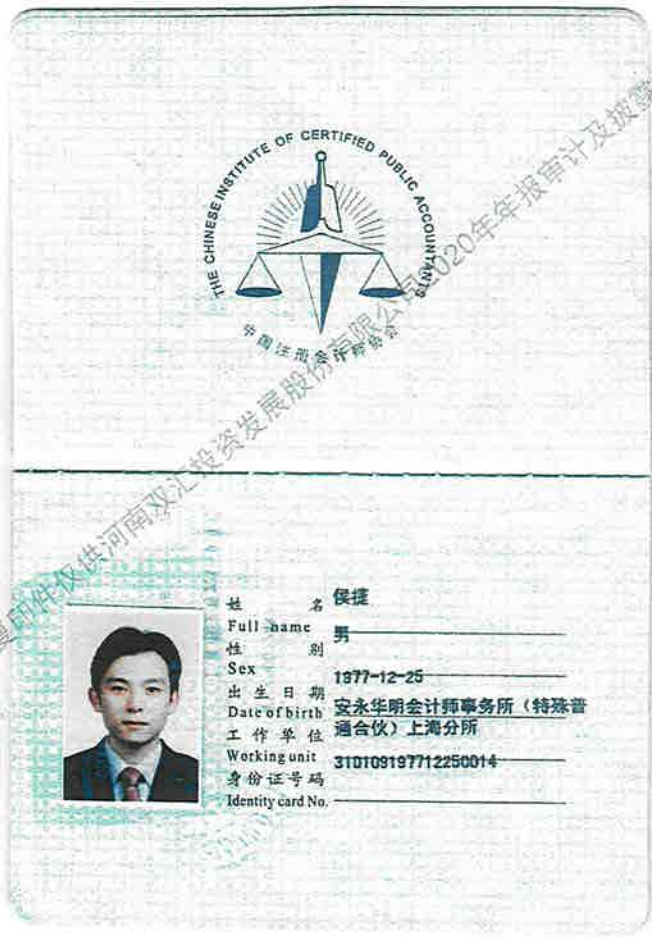 THE CHINESE INSTITUTE OF CERTIFIED PUBLIC ACCOUNTANTS
中国注册会计师协会
复印件仅供河南双汇投资发展股份有限公司2020年年报审计及披露
姓 名 侯捷
Full name
性 别 男
Sex
出生日期 1977-12-25
Date of birth
工作单位 安永华明会计师事务所（特殊普
通合伙）上海分所
Working unit
身份证号码 310109197712250014
Identity card No.